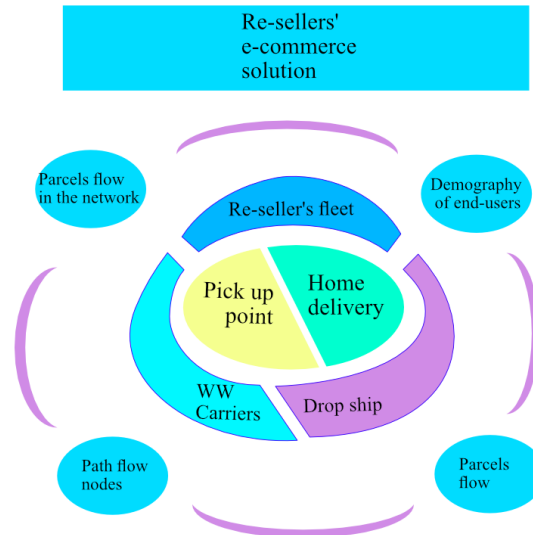 Re-sellers'
e-commerce
solution
Parcels flow
in the network
Demography
of end-users
Re-seller's fleet
Pick up
point
Home
delivery
WW
Carriers
Drop ship
Path flow
nodes
Parcels
flow